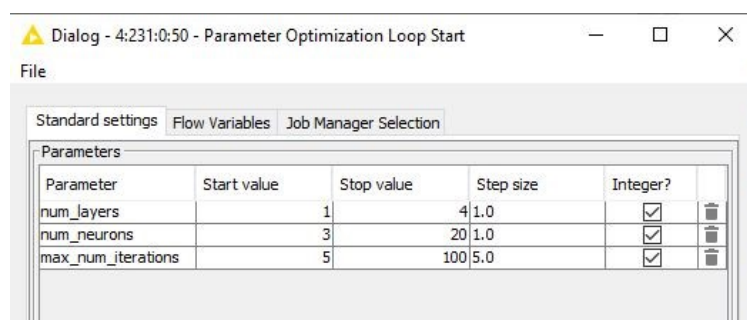 Dialog - 4:231:0:50 - Parameter Optimization Loop Start
File
Standard settings Flow Variables Job Manager Selection
Parameters
Parameter Start value Stop value Step size Integer?
num_layers 1 4 1.0
num_neurons 3 20 1.0
max_num_iterations 5 100 5.0